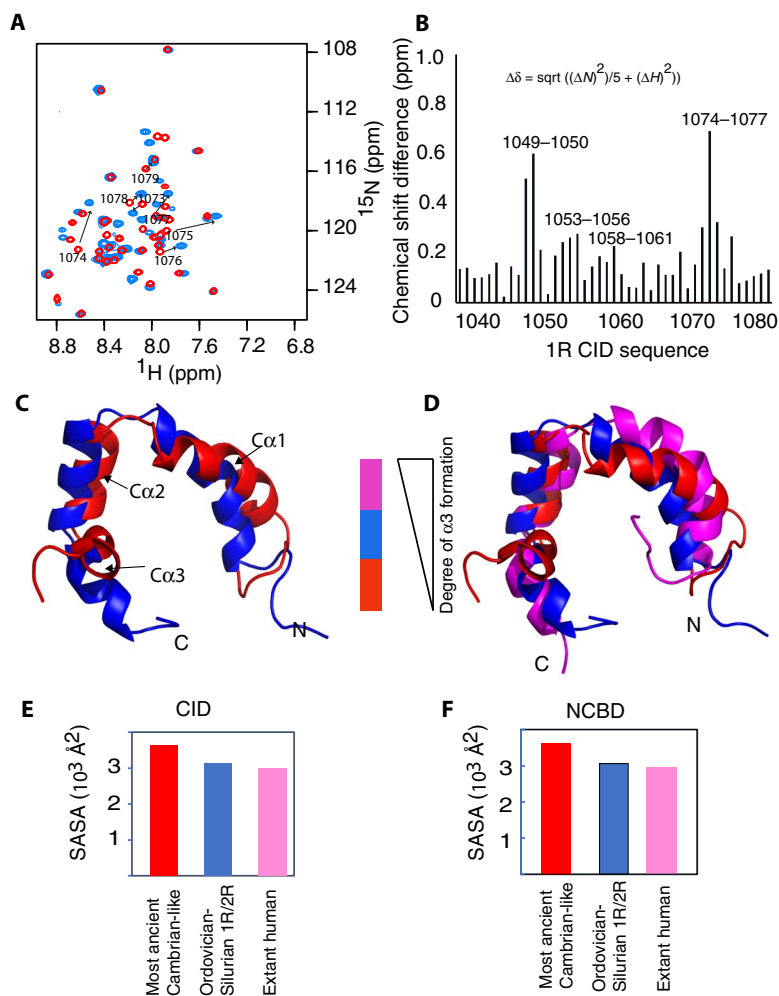 A
108
112
116
120
124
15N (ppm)
1079
1078
1073
1077
1075
1074
1076
8.8 8.4 8.0 7.6 7.2 6.8
1H (ppm)
B
Δδ = sqrt ((ΔN)2)/5 + (ΔH)2))
1.0
0.8
0.6
0.4
0.2
0
Chemical shift difference (ppm)
1049–1050
1074–1077
1053–1056
1058–1061
1040 1050 1060 1070 1080
1R CID sequence
C
Cα1
Cα2
Cα3
C
N
Degree of α3 formation
D
N
C
E
CID
SASA (103 Å2)
3
1
Most ancient
Cambrian-like
Ordovician-
Silurian 1R/2R
Extant human
F
NCBD
SASA (103 Å2)
3
1
Most ancient
Cambrian-like
Ordovician-
Silurian 1R/2R
Extant human